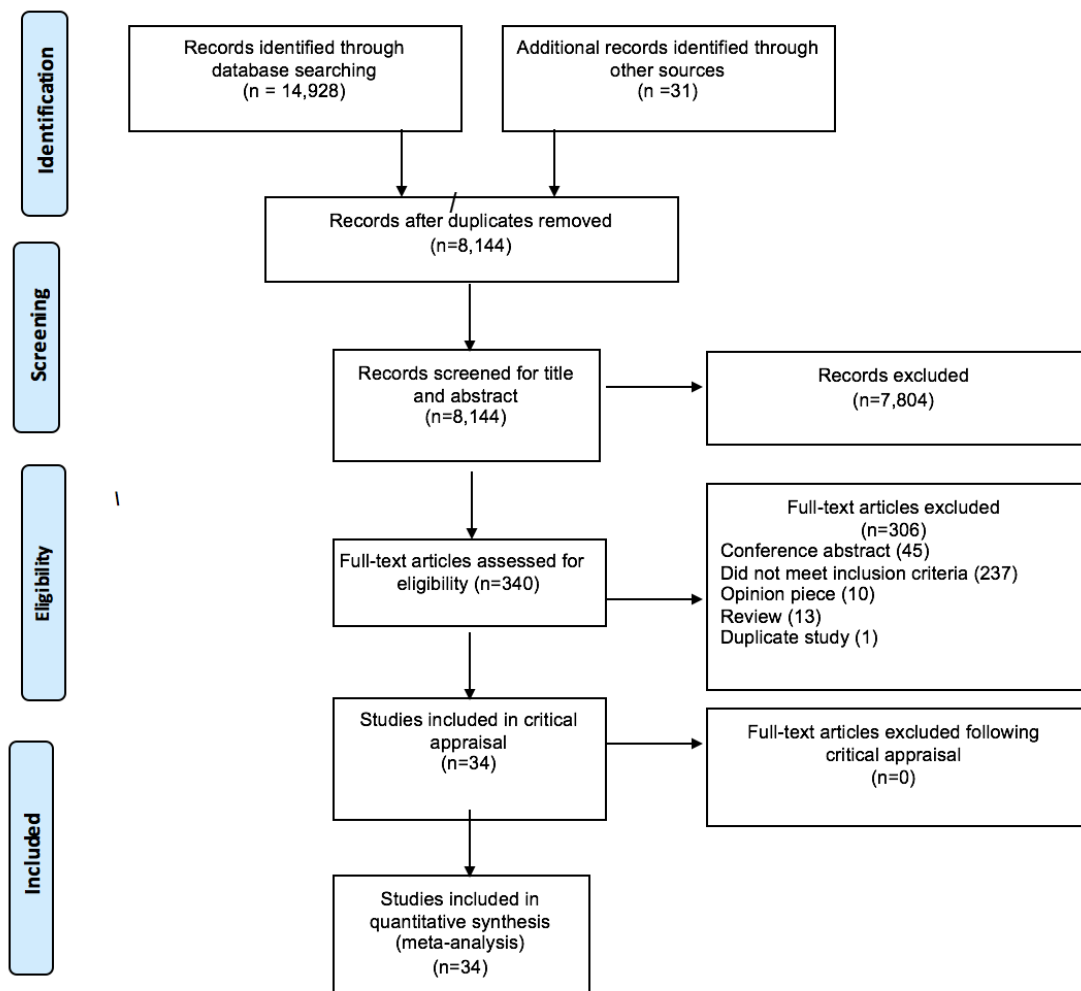 Identification
Records identified through
database searching
(n = 14,928)
Additional records identified through
other sources
(n =31)
/
Records after duplicates removed
(n=8,144)
Screening
Records screened for title
and abstract
(n=8,144)
Records excluded
(n=7,804)
Eligibility
\
Full-text articles assessed for
eligibility (n=340)
Full-text articles excluded
(n=306)
Conference abstract (45)
Did not meet inclusion criteria (237)
Opinion piece (10)
Review (13)
Duplicate study (1)
Studies included in critical
appraisal
(n=34)
Full-text articles excluded following
critical appraisal
(n=0)
Included
Studies included in
quantitative synthesis
(meta-analysis)
(n=34)